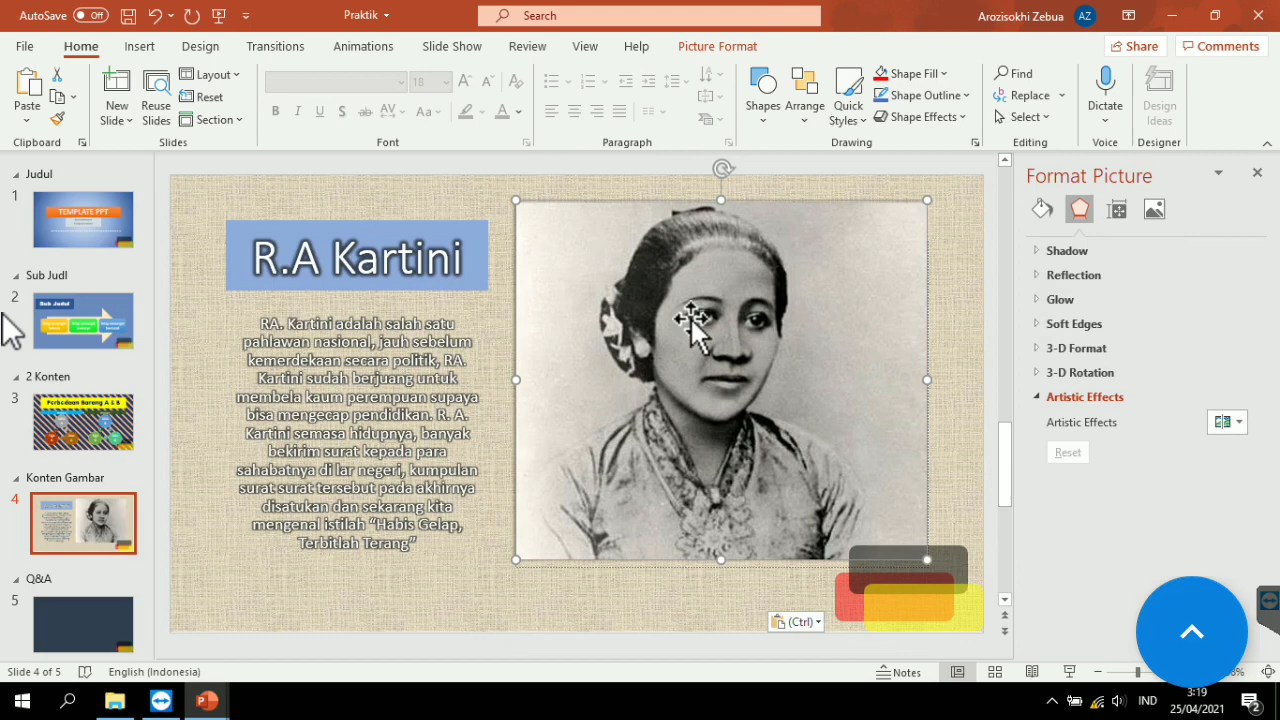 AutoSave Off
Praktik
Search
Arozisokhi Zebua AZ
File Home Insert Design Transitions Animations Slide Show Review View Help Picture Format
Share Comments
Paste
New Slide
Reuse Slides
Layout
Reset
Section
18
Shapes
Arrange
Quick Styles
Shape Fill
Shape Outline
Shape Effects
Find
Replace
Select
Dictate
Design Ideas
Clipboard Slides Font Paragraph Drawing Editing Voice Designer
Judul
1
TEMPLATE PPT
Sub Judl
2
Sub Judul
2 Konten
3
Perbedaan Barang A & B
Konten Gambar
4
Q&A
5
R.A Kartini
RA. Kartini adalah salah satu
pahlawan nasional, jauh sebelum
kemerdekaan secara politik, RA.
Kartini sudah berjuang untuk
membela kaum perempuan supaya
bisa mengecap pendidikan. R. A.
Kartini semasa hidupnya, banyak
bekirim surat kepada para
sahabatnya di lar negeri, kumpulan
surat surat tersebut pada akhirnya
disatukan dan sekarang kita
mengenal istilah “Habis Gelap,
Terbitlah Terang”
(Ctrl)
Format Picture
Shadow
Reflection
Glow
Soft Edges
3-D Format
3-D Rotation
Artistic Effects
Artistic Effects
Reset
Slide 4 of 5
English (Indonesia)
Notes
IND
3:19
25/04/2021
2